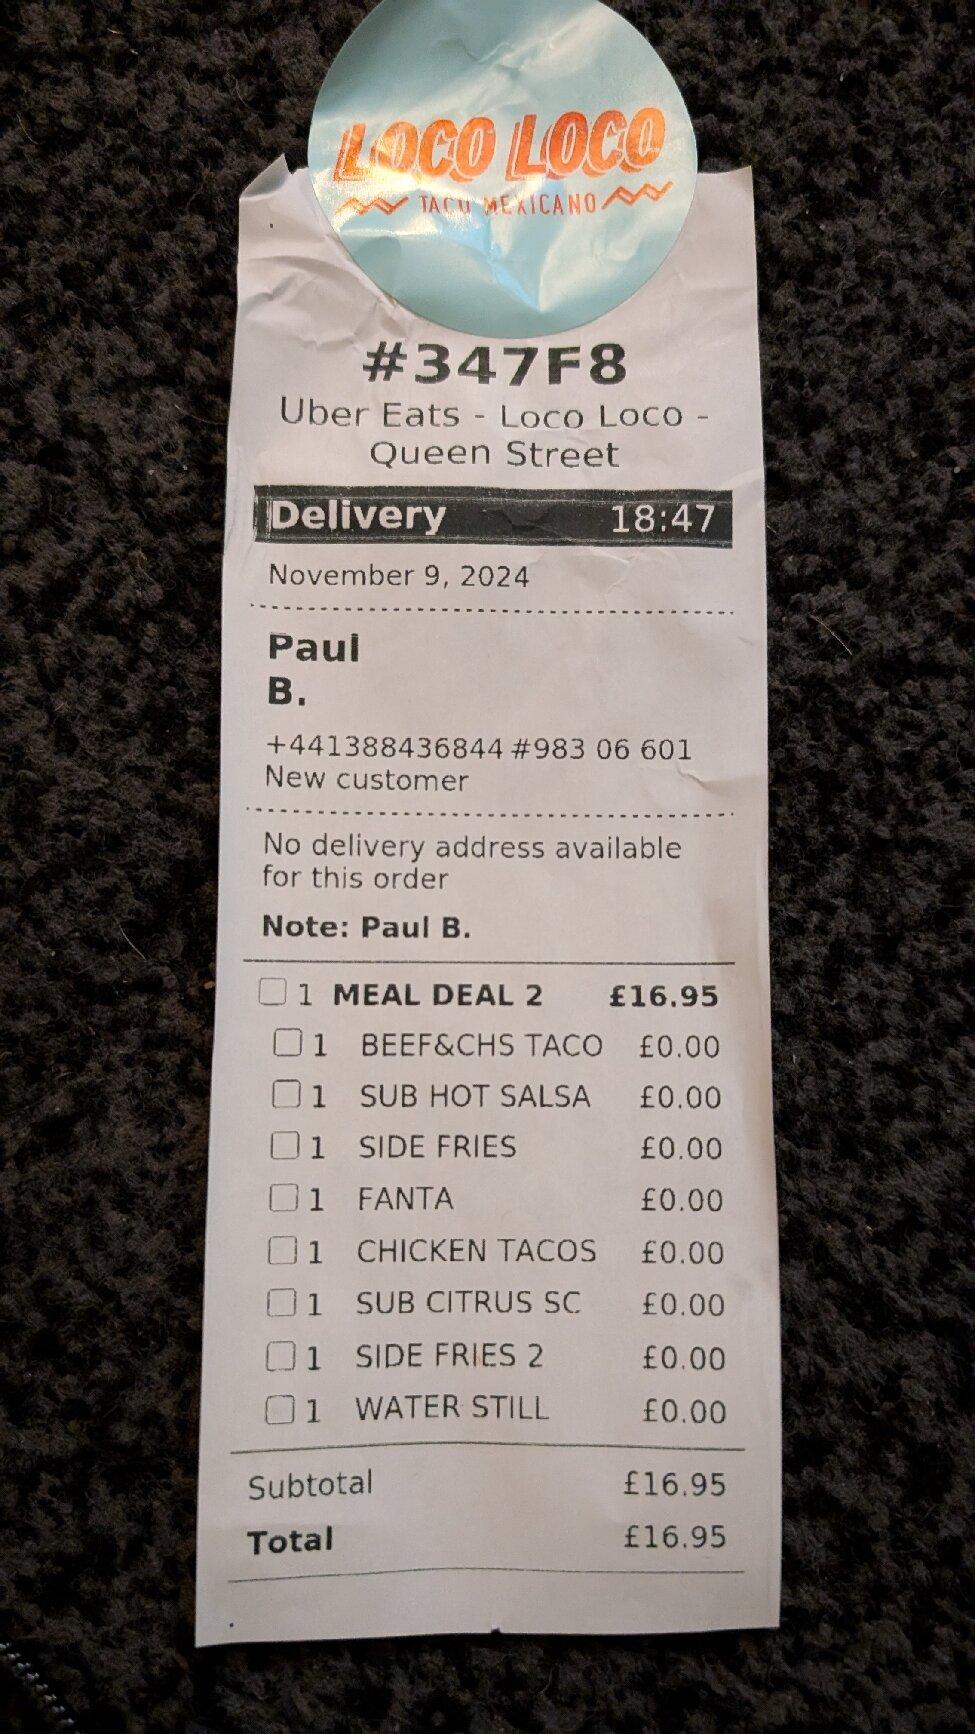 LOCO LOCO
TACO MEXICANO
#347F8
Uber Eats - Loco Loco -
Queen Street
Delivery 18:47
November 9, 2024
Paul
B.
+441388436844 #983 06 601
New customer
No delivery address available
for this order
Note: Paul B.
1 MEAL DEAL 2 £16.95
1 BEEF&CHS TACO £0.00
1 SUB HOT SALSA £0.00
1 SIDE FRIES £0.00
1 FANTA £0.00
1 CHICKEN TACOS £0.00
1 SUB CITRUS SC £0.00
1 SIDE FRIES 2 £0.00
1 WATER STILL £0.00
Subtotal £16.95
Total £16.95